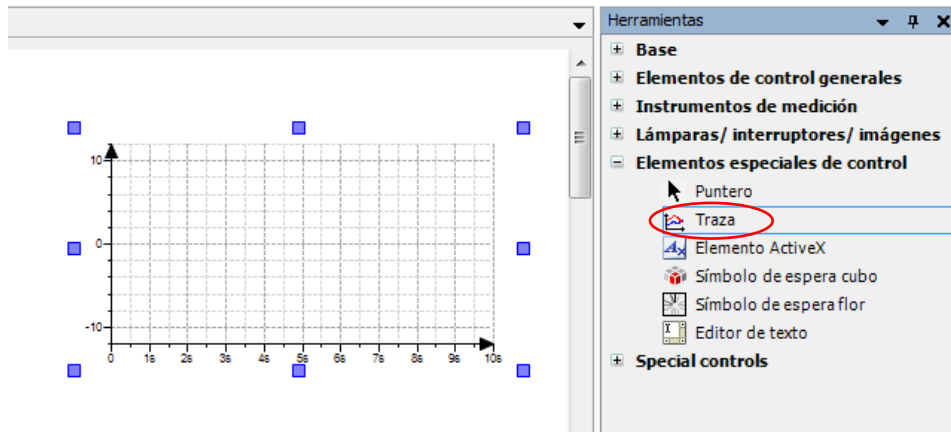 Herramientas
Base
Elementos de control generales
Instrumentos de medición
Lámparas/ interruptores/ imágenes
Elementos especiales de control
Puntero
Traza
Elemento ActiveX
Símbolo de espera cubo
Símbolo de espera flor
Editor de texto
Special controls
10
0
-10
0 1s 2s 3s 4s 5s 6s 7s 8s 9s 10s